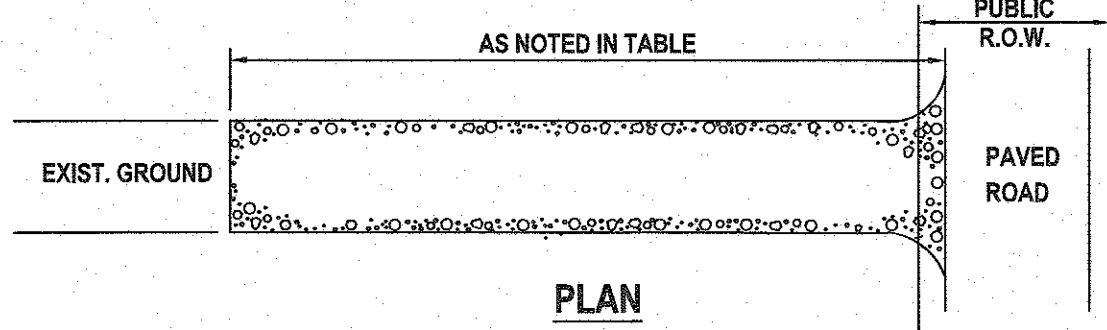 PUBLIC
R.O.W.
AS NOTED IN TABLE
EXIST. GROUND
PAVED
ROAD
PLAN